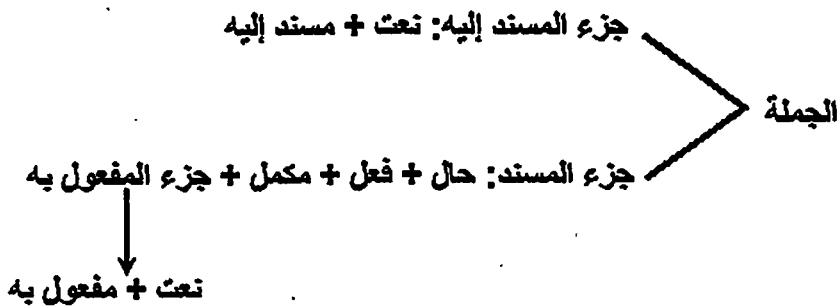 جزء المسند إليه: نعت + مسند إليه
الجملة
جزء المسند: حال + فعل + مكمل + جزء المفعول به
نعت + مفعول به